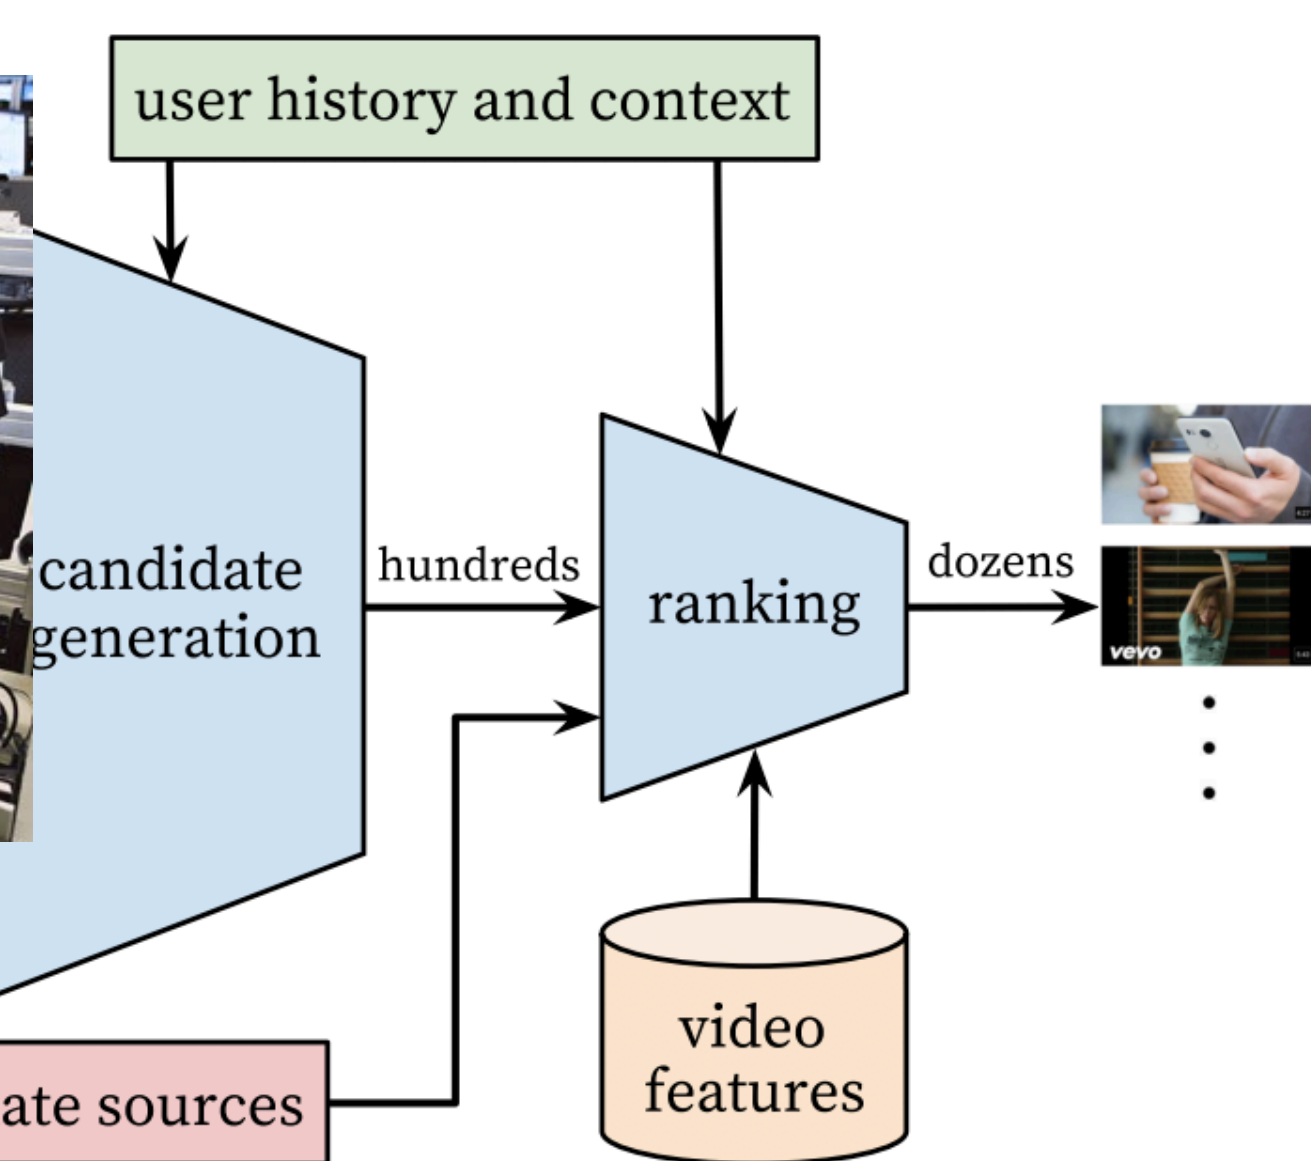 user history and context
candidate
generation
hundreds
ranking
dozens
vevo
video
features
ate sources